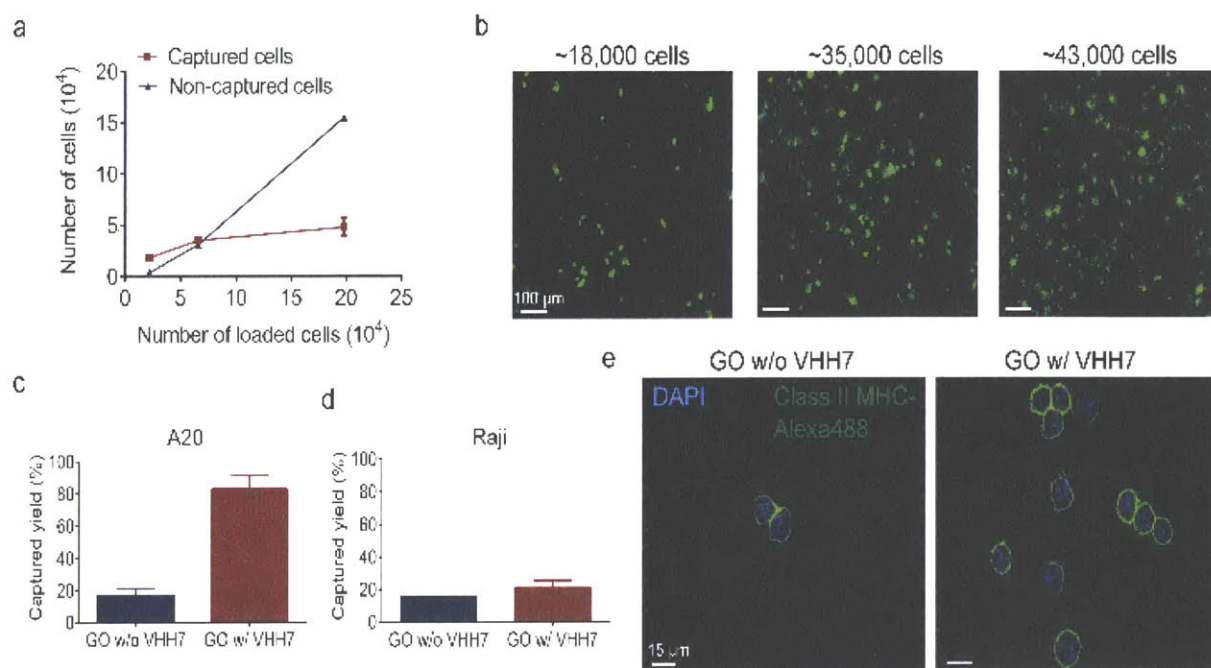 a
Captured cells
Non-captured cells
20
15
10
5
0
Number of cells (10⁴)
0 5 10 15 20 25
Number of loaded cells (10⁴)
b
~18,000 cells
~35,000 cells
~43,000 cells
100 µm
c
A20
100
80
60
40
20
0
Captured yield (%)
GO w/o VHH7
GO w/ VHH7
d
Raji
100
80
60
40
20
0
Captured yield (%)
GO w/o VHH7
GO w/ VHH7
e
GO w/o VHH7
GO w/ VHH7
DAPI
Class II MHC-
Alexa488
15 µm